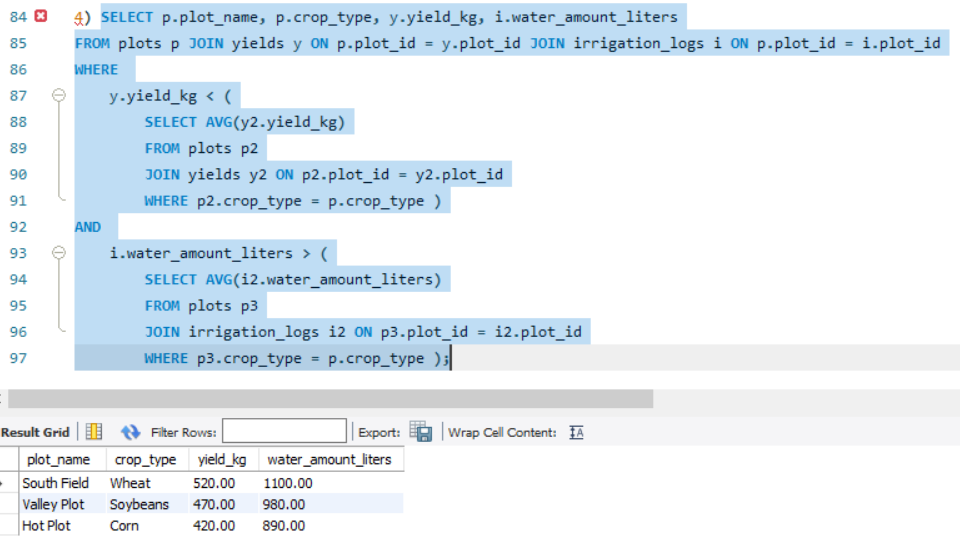 84 4) SELECT p.plot_name, p.crop_type, y.yield_kg, i.water_amount_liters
85 FROM plots p JOIN yields y ON p.plot_id = y.plot_id JOIN irrigation_logs i ON p.plot_id = i.plot_id
86 WHERE
87 y.yield_kg < (
88 SELECT AVG(y2.yield_kg)
89 FROM plots p2
90 JOIN yields y2 ON p2.plot_id = y2.plot_id
91 WHERE p2.crop_type = p.crop_type )
92 AND
93 i.water_amount_liters > (
94 SELECT AVG(i2.water_amount_liters)
95 FROM plots p3
96 JOIN irrigation_logs i2 ON p3.plot_id = i2.plot_id
97 WHERE p3.crop_type = p.crop_type );
Result Grid Filter Rows: Export: Wrap Cell Content:
plot_name crop_type yield_kg water_amount_liters
South Field Wheat 520.00 1100.00
Valley Plot Soybeans 470.00 980.00
Hot Plot Corn 420.00 890.00